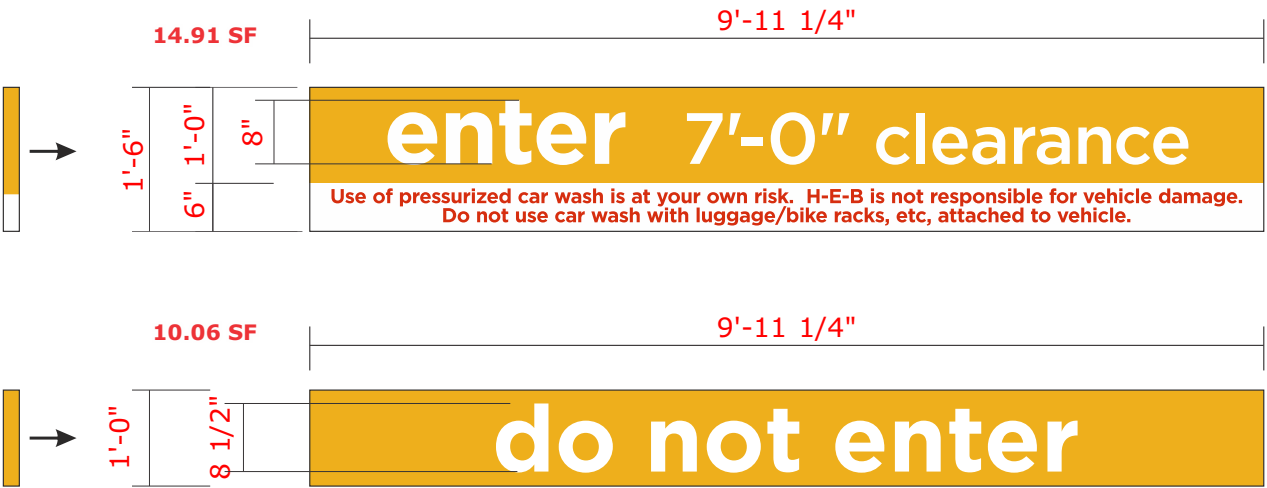 14.91 SF
9'-11 1/4"
1'-6"
1'-0"
8"
6"
enter 7'-0" clearance
Use of pressurized car wash is at your own risk. H-E-B is not responsible for vehicle damage.
Do not use car wash with luggage/bike racks, etc, attached to vehicle.
10.06 SF
9'-11 1/4"
1'-0"
8 1/2"
do not enter